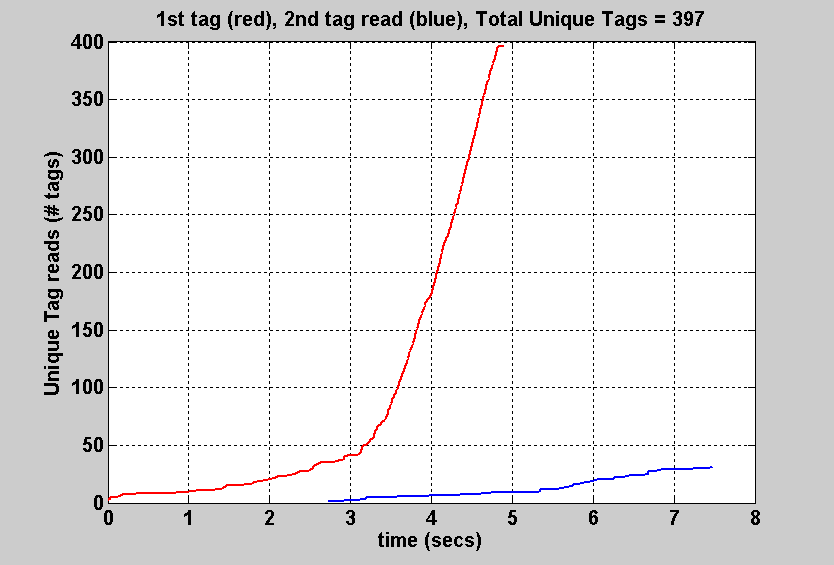 1st tag (red), 2nd tag read (blue), Total Unique Tags = 397
400
350
300
250
200
150
100
50
0
Unique Tag reads (# tags)
0 1 2 3 4 5 6 7 8
time (secs)